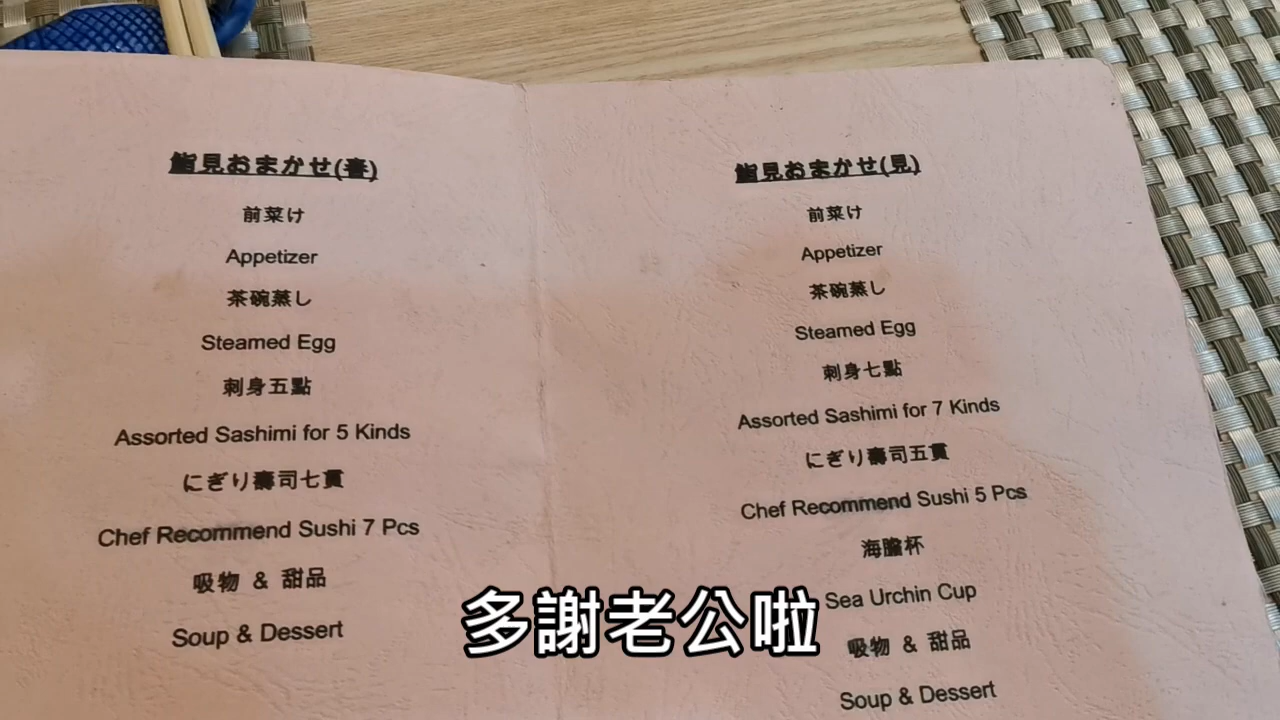 鮨見おまかせ(春)
前菜け
Appetizer
茶碗蒸し
Steamed Egg
刺身五點
Assorted Sashimi for 5 Kinds
にぎり壽司七貫
Chef Recommend Sushi 7 Pcs
吸物 & 甜品
Soup & Dessert
鮨見おまかせ(見)
前菜け
Appetizer
茶碗蒸し
Steamed Egg
刺身七點
Assorted Sashimi for 7 Kinds
にぎり壽司五貫
Chef Recommend Sushi 5 Pcs
海膽杯
Sea Urchin Cup
吸物 & 甜品
Soup & Dessert
多謝老公啦